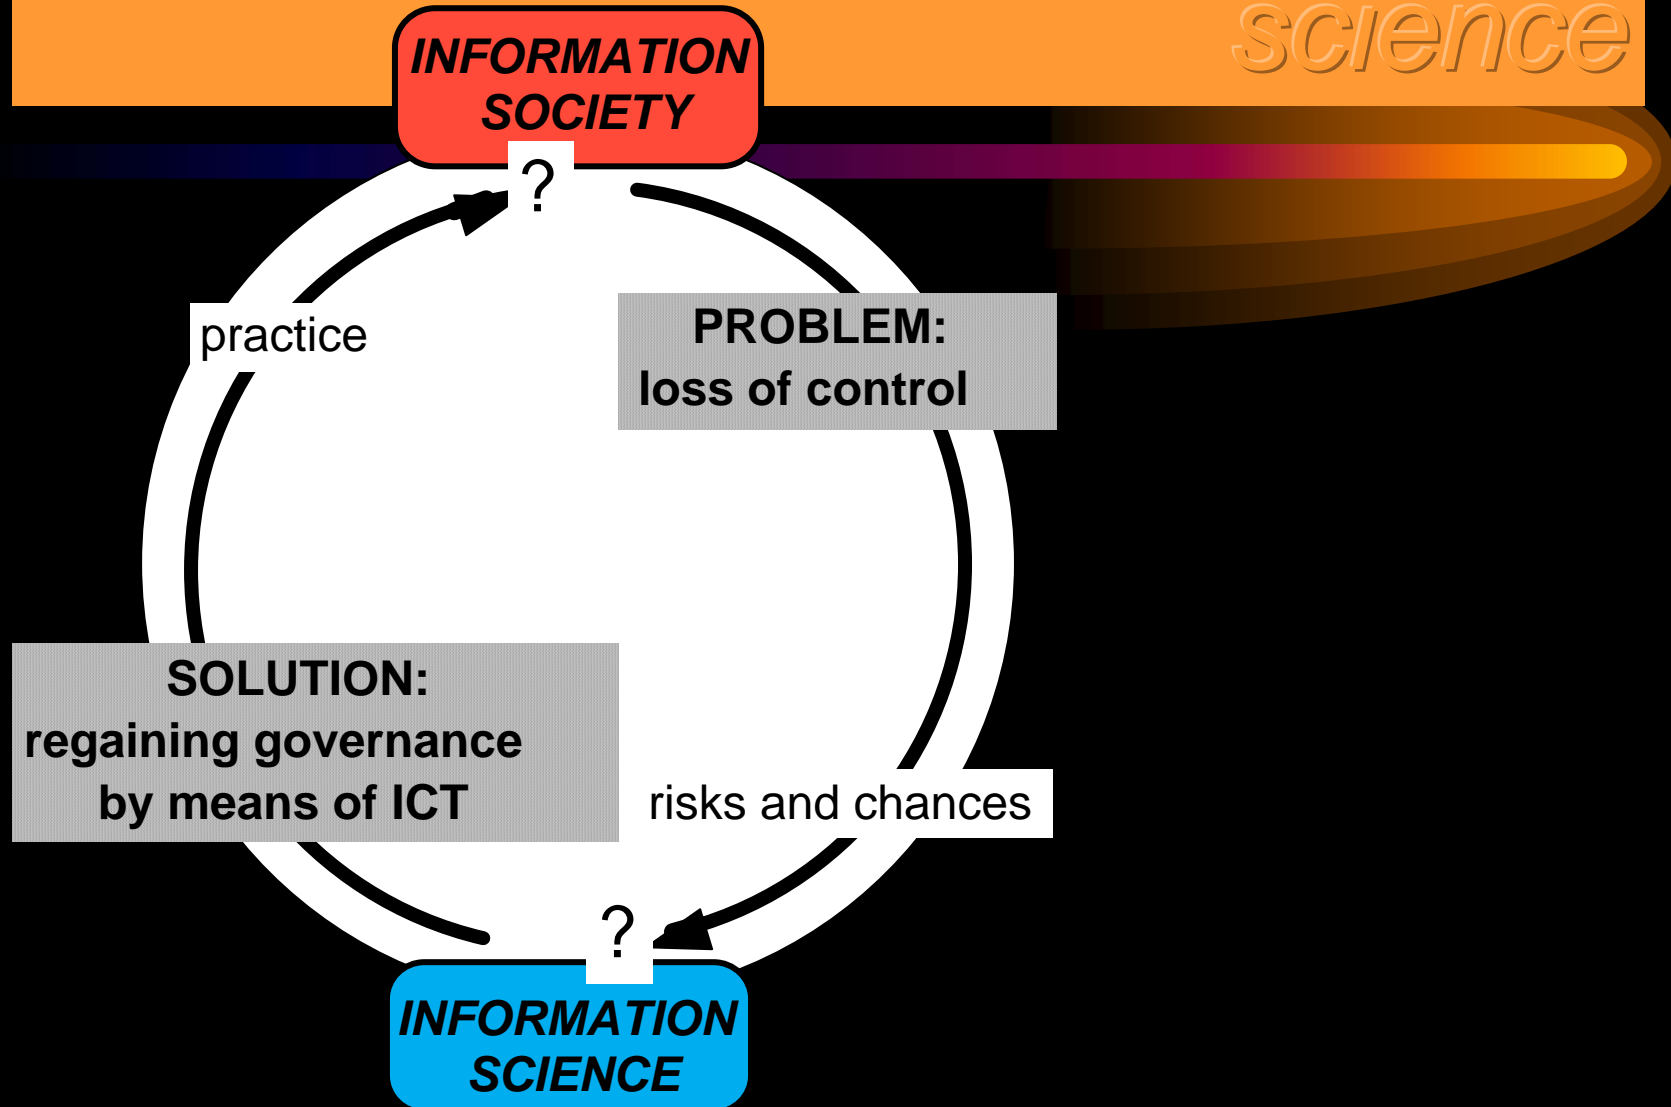 science
INFORMATION
SOCIETY
?
practice
PROBLEM:
loss of control
SOLUTION:
regaining governance
by means of ICT
risks and chances
?
INFORMATION
SCIENCE